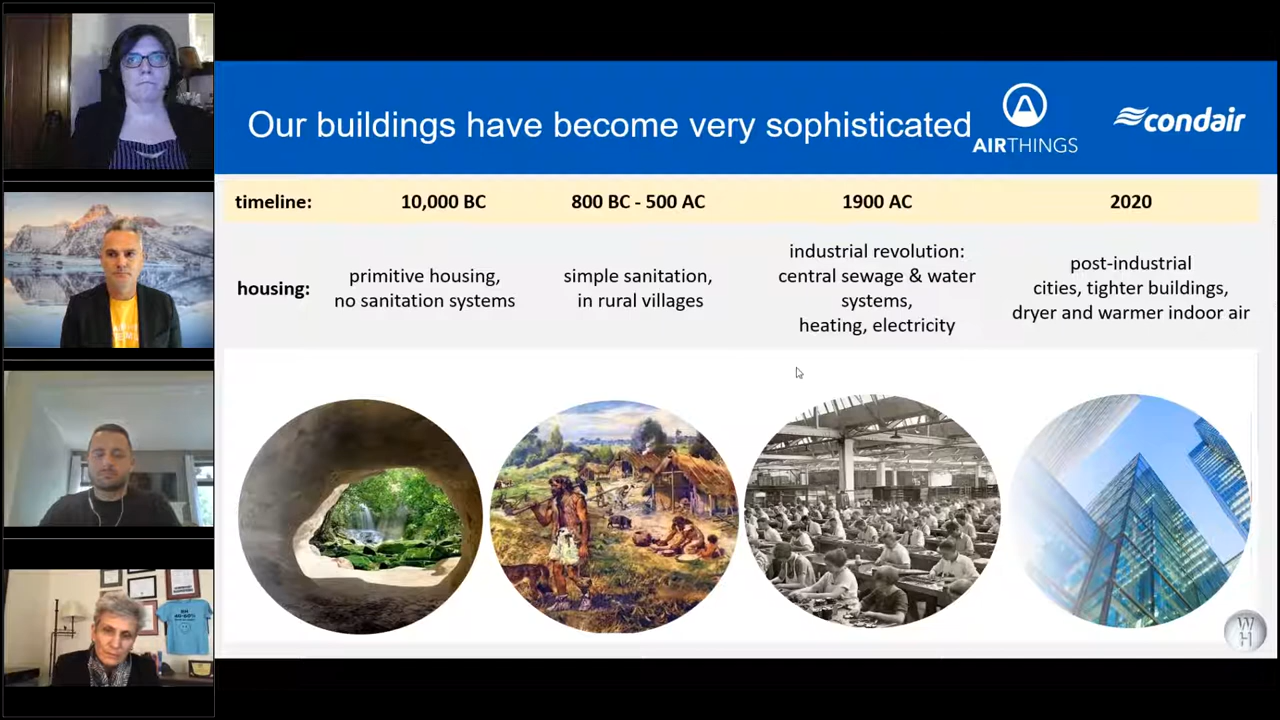 Our buildings have become very sophisticated
AIRTHINGS
condair
timeline:
10,000 BC
800 BC - 500 AC
1900 AC
2020
housing:
primitive housing,
no sanitation systems
simple sanitation,
in rural villages
industrial revolution:
central sewage & water
systems,
heating, electricity
post-industrial
cities, tighter buildings,
dryer and warmer indoor air
W
H